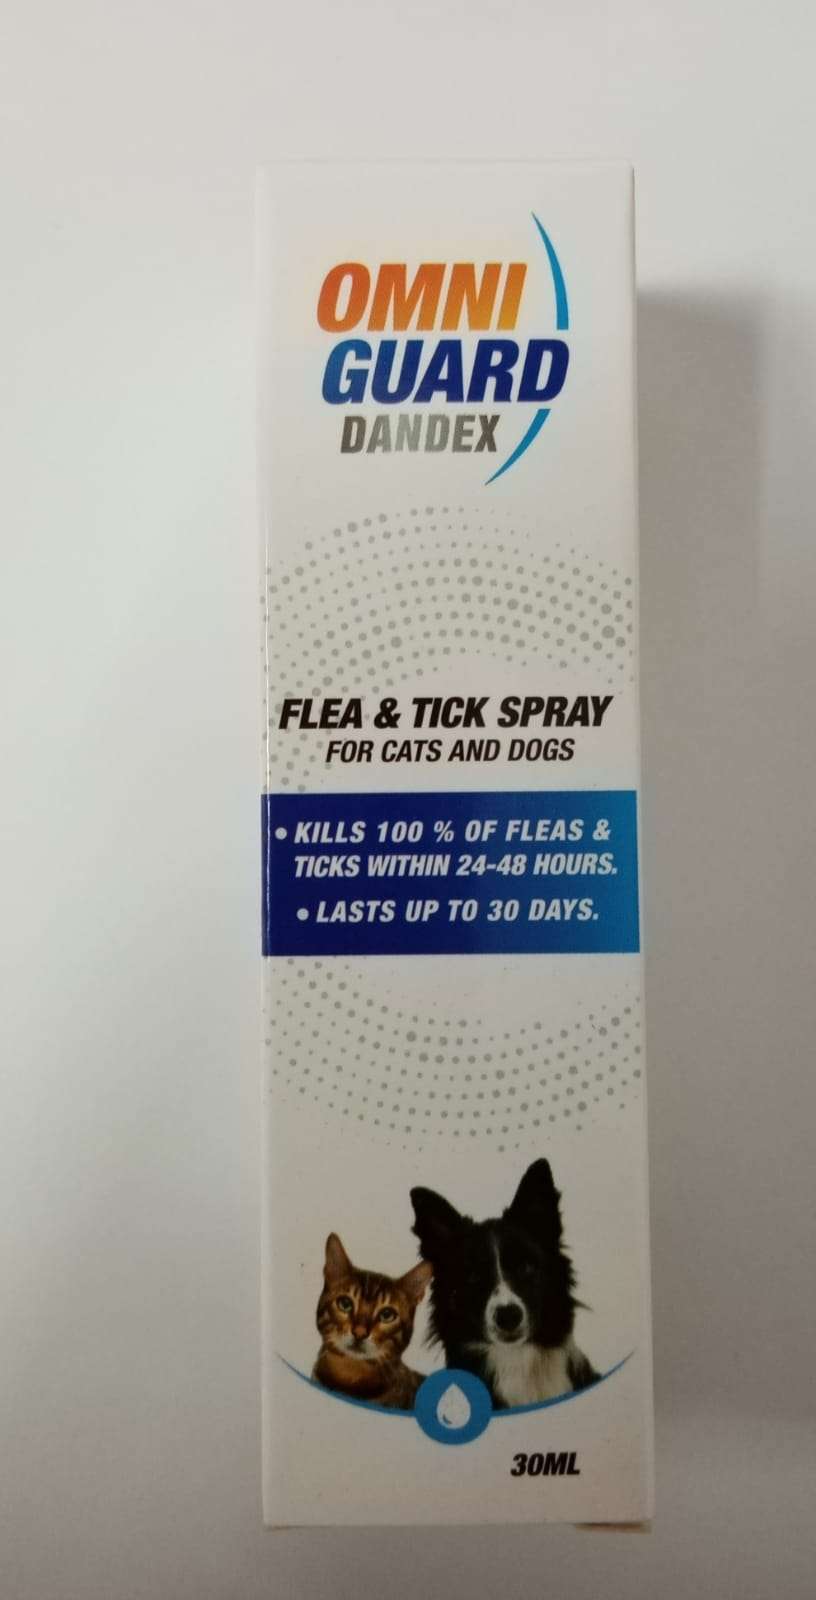 OMNI
GUARD
DANDEX
FLEA & TICK SPRAY
FOR CATS AND DOGS
• KILLS 100 % OF FLEAS &
TICKS WITHIN 24-48 HOURS.
• LASTS UP TO 30 DAYS.
30ML